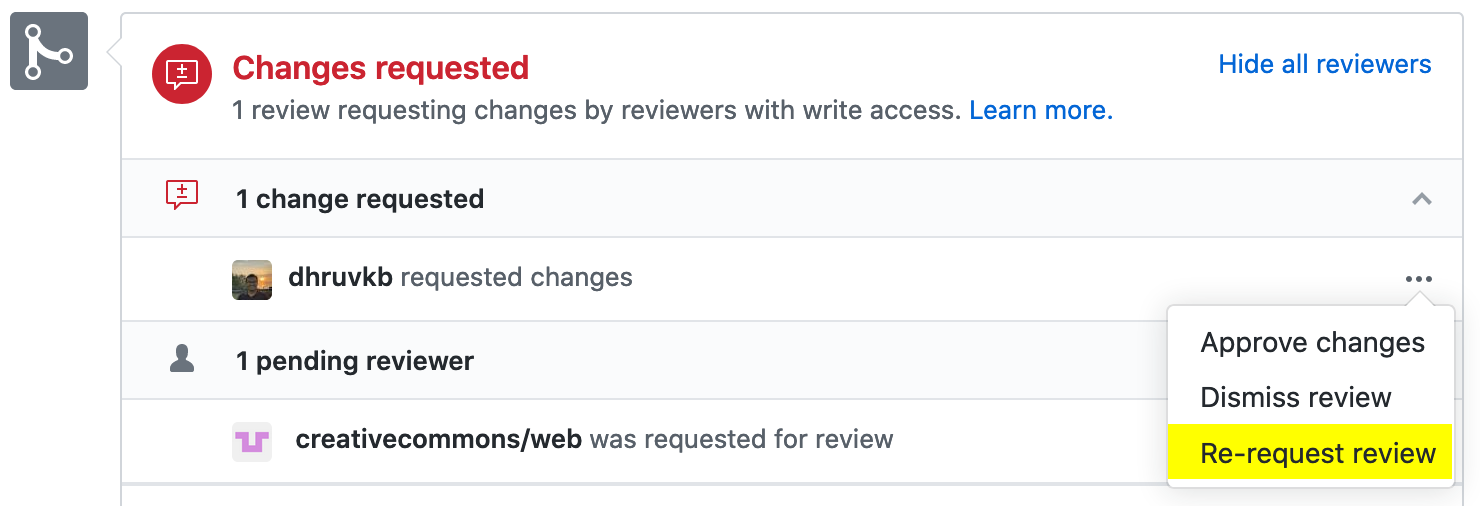 Changes requested
Hide all reviewers
1 review requesting changes by reviewers with write access. Learn more.
1 change requested
dhruvkb requested changes
Approve changes
1 pending reviewer
Dismiss review
creativecommons/web was requested for review
Re-request review